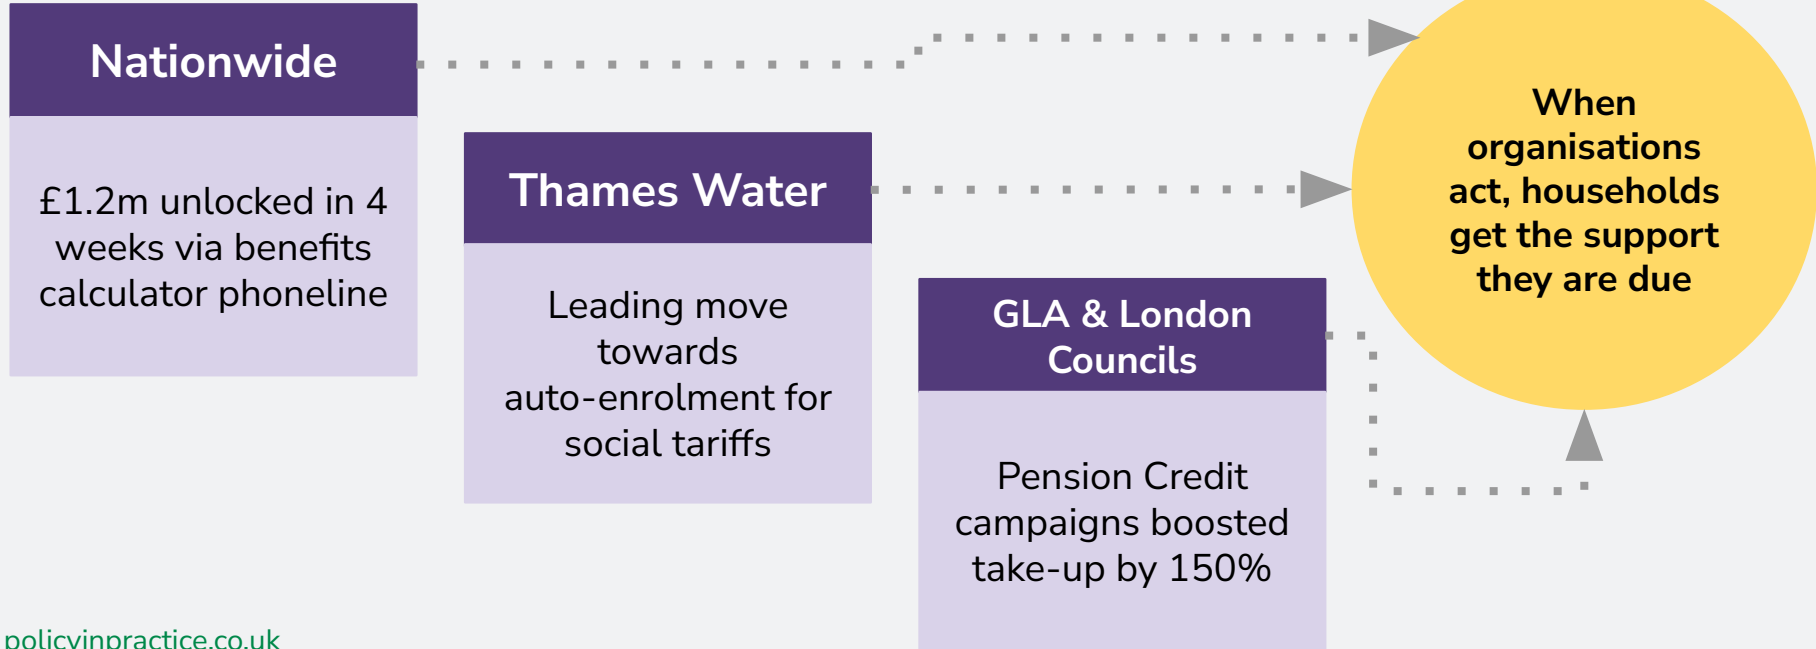 Nationwide
£1.2m unlocked in 4
weeks via benefits
calculator phoneline
Thames Water
Leading move
towards
auto-enrolment for
social tariffs
GLA & London
Councils
Pension Credit
campaigns boosted
take-up by 150%
When
organisations
act, households
get the support
they are due
policyinpractice.co.uk